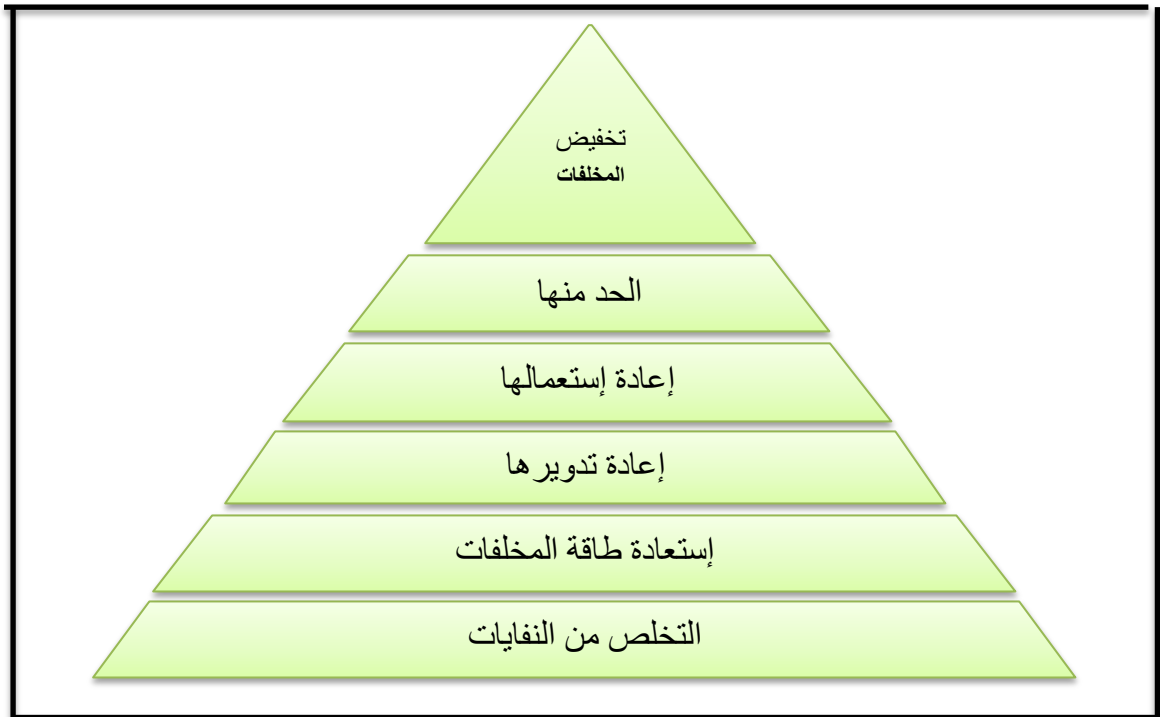 تخفيض
المخلفات
الحد منها
إعادة إستعمالها
إعادة تدويرها
إستعادة طاقة المخلفات
التخلص من النفايات